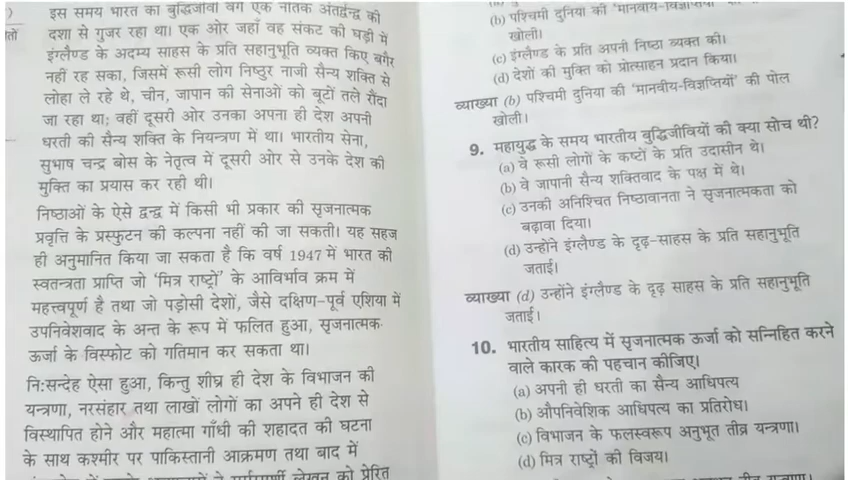 इस समय भारत का बुद्धिजीवी वर्ग एक नैतिक अंतर्द्वन्द्व की
दशा से गुजर रहा था। एक ओर जहाँ वह संकट की घड़ी में
इंग्लैण्ड के अदम्य साहस के प्रति सहानुभूति व्यक्त किए बगैर
नहीं रह सका, जिसमें रूसी लोग निष्ठुर नाजी सैन्य शक्ति से
लोहा ले रहे थे, चीन, जापान की सेनाओं को बूटों तले रौंदा
जा रहा था; वहीं दूसरी ओर उनका अपना ही देश अपनी
धरती की सैन्य शक्ति के नियन्त्रण में था। भारतीय सेना,
सुभाष चन्द्र बोस के नेतृत्व में दूसरी ओर से उनके देश की
मुक्ति का प्रयास कर रही थी।
निष्ठाओं के ऐसे द्वन्द्व में किसी भी प्रकार की सृजनात्मक
प्रवृत्ति के प्रस्फुटन की कल्पना नहीं की जा सकती। यह सहज
ही अनुमानित किया जा सकता है कि वर्ष 1947 में भारत की
स्वतन्त्रता प्राप्ति जो 'मित्र राष्ट्रों' के आविर्भाव क्रम में
महत्त्वपूर्ण है तथा जो पड़ोसी देशों, जैसे दक्षिण-पूर्व एशिया में
उपनिवेशवाद के अन्त के रूप में फलित हुआ, सृजनात्मक
ऊर्जा के विस्फोट को गतिमान कर सकता था।
निःसन्देह ऐसा हुआ, किन्तु शीघ्र ही देश के विभाजन की
यन्त्रणा, नरसंहार तथा लाखों लोगों का अपने ही देश से
विस्थापित होने और महात्मा गाँधी की शहादत की घटना
के साथ कश्मीर पर पाकिस्तानी आक्रमण तथा बाद में
लेखन को प्रेरित
(b) पश्चिमी दुनिया की 'मानवीय-विज्ञप्तियों' की पोल
खोली।
(c) इंग्लैण्ड के प्रति अपनी निष्ठा व्यक्त की।
(d) देशों की मुक्ति को प्रोत्साहन प्रदान किया।
व्याख्या (b) पश्चिमी दुनिया की 'मानवीय-विज्ञप्तियों' की पोल
खोली।
9. महायुद्ध के समय भारतीय बुद्धिजीवियों की क्या सोच थी?
(a) वे रूसी लोगों के कष्टों के प्रति उदासीन थे।
(b) वे जापानी सैन्य शक्तिवाद के पक्ष में थे।
(c) उनकी अनिश्चित निष्ठावानता ने सृजनात्मकता को
बढ़ावा दिया।
(d) उन्होंने इंग्लैण्ड के दृढ़-साहस के प्रति सहानुभूति
जताई।
व्याख्या (d) उन्होंने इंग्लैण्ड के दृढ़ साहस के प्रति सहानुभूति
जताई।
10. भारतीय साहित्य में सृजनात्मक ऊर्जा को सन्निहित करने
वाले कारक की पहचान कीजिए।
(a) अपनी ही धरती का सैन्य आधिपत्य
(b) औपनिवेशिक आधिपत्य का प्रतिरोध।
(c) विभाजन के फलस्वरूप अनुभूत तीव्र यन्त्रणा।
(d) मित्र राष्ट्रों की विजय।